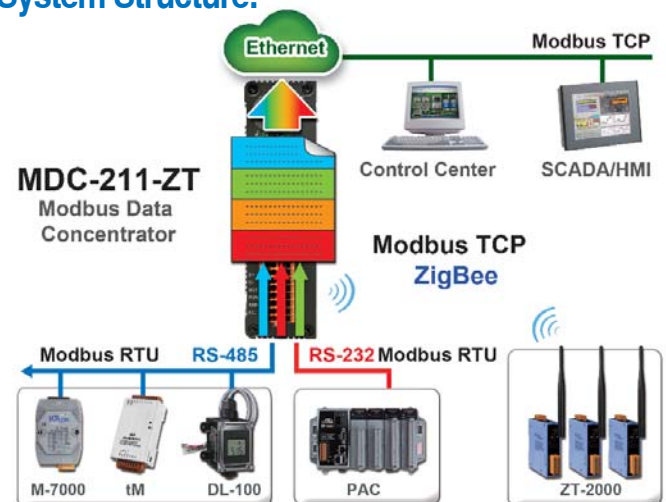 System Structure:
Ethernet
Modbus TCP
Control Center
SCADA/HMI
MDC-211-ZT
Modbus Data
Concentrator
Modbus TCP
ZigBee
Modbus RTU
RS-485
RS-232 Modbus RTU
M-7000
tM
DL-100
PAC
ZT-2000